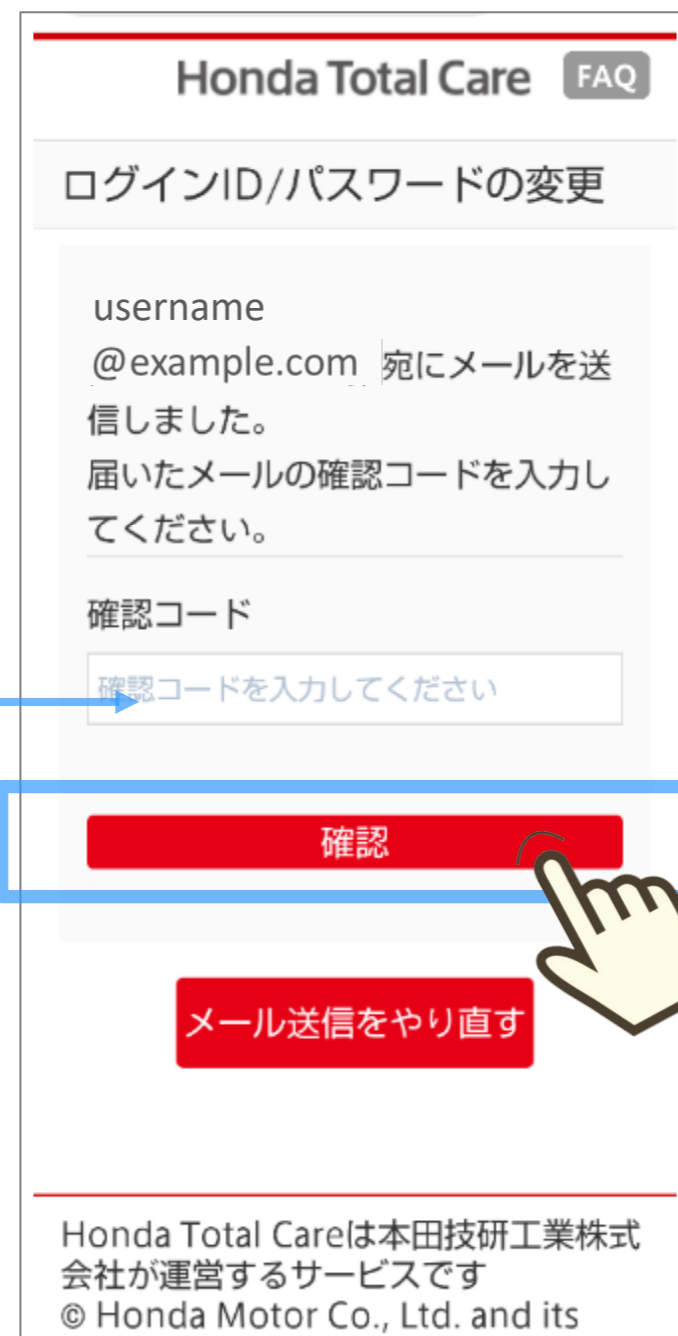 Honda Total Care FAQ
ログインID/パスワードの変更
username
@example.com 宛にメールを送
信しました。
届いたメールの確認コードを入力し
てください。
確認コード
確認コードを入力してください
確認
メール送信をやり直す
Honda Total Careは本田技研工業株式
会社が運営するサービスです
© Honda Motor Co., Ltd. and its